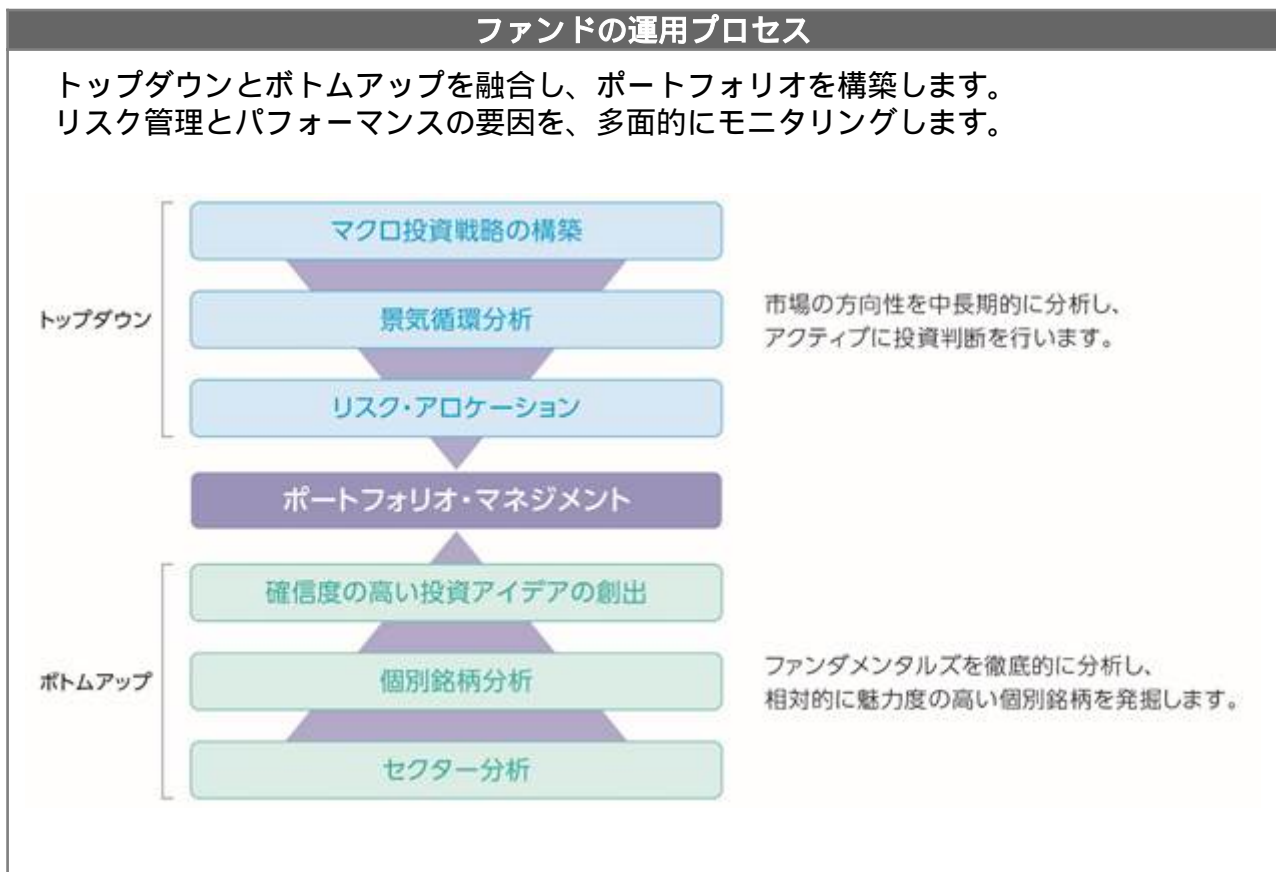 ファンドの運用プロセス
トップダウンとボトムアップを融合し、ポートフォリオを構築します。
リスク管理とパフォーマンスの要因を、多面的にモニタリングします。
トップダウン
マクロ投資戦略の構築
景気循環分析
リスク・アロケーション
市場の方向性を中長期的に分析し、
アクティブに投資判断を行います。
ポートフォリオ・マネジメント
ボトムアップ
確信度の高い投資アイデアの創出
個別銘柄分析
セクター分析
ファンダメンタルズを徹底的に分析し、
相対的に魅力度の高い個別銘柄を発掘します。